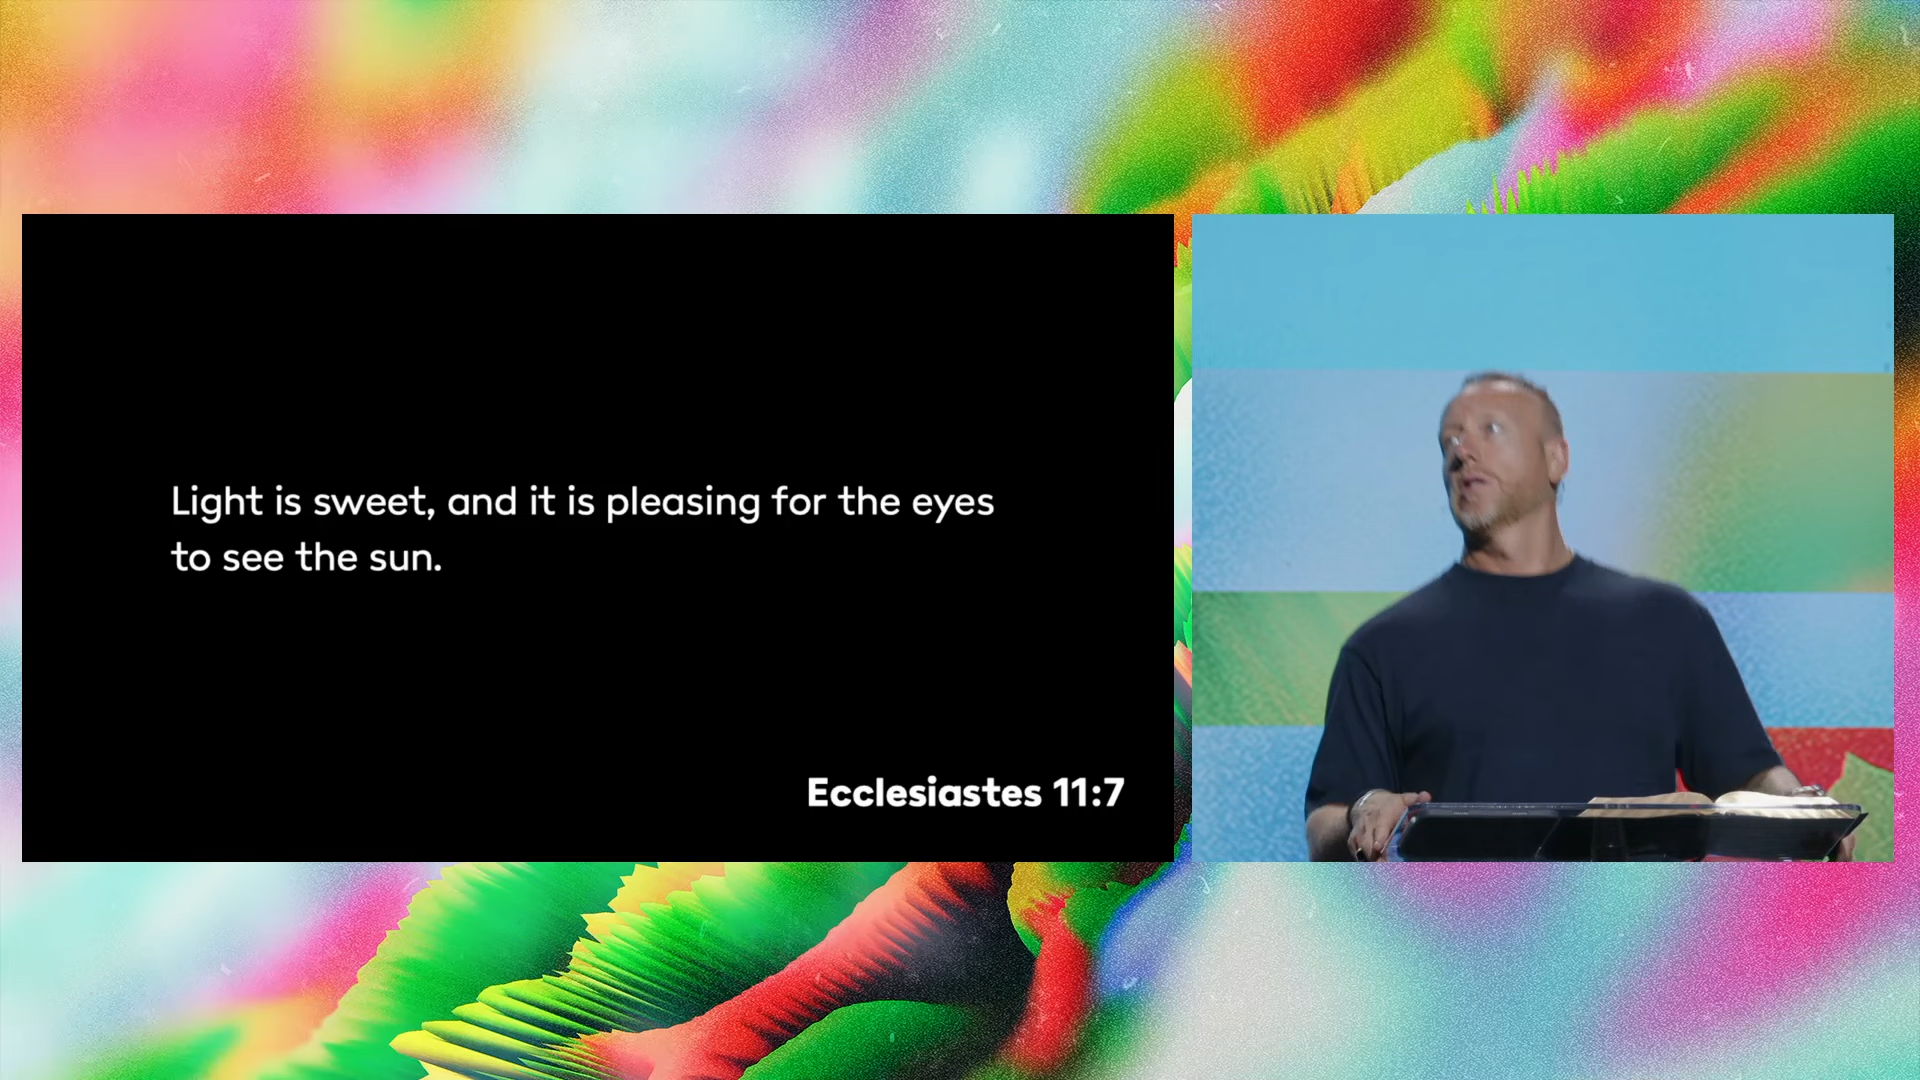 Light is sweet, and it is pleasing for the eyes
to see the sun.
Ecclesiastes 11:7